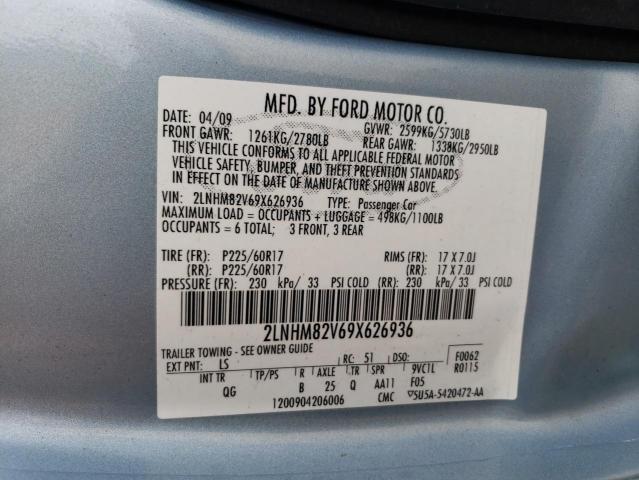 MFD. BY FORD MOTOR CO.
DATE: 04/09 GVWR: 2599KG/5730LB
FRONT GAWR: 1261KG/2780LB REAR GAWR: 1338KG/2950LB
THIS VEHICLE CONFORMS TO ALL APPLICABLE FEDERAL MOTOR
VEHICLE SAFETY, BUMPER, AND THEFT PREVENTION STANDARDS
IN EFFECT ON THE DATE OF MANUFACTURE SHOWN ABOVE.
VIN: 2LNHM82V69X626936 TYPE: Passenger Car
MAXIMUM LOAD = OCCUPANTS + LUGGAGE = 498KG/1100LB
OCCUPANTS = 6 TOTAL; 3 FRONT, 3 REAR
TIRE (FR): P225/60R17 RIMS (FR): 17 X 7.0J
(RR): P225/60R17 (RR): 17 X 7.0J
PRESSURE (FR): 230 kPa/ 33 PSI COLD (RR): 230 kPa/ 33 PSI COLD
2LNHM82V69X626936
TRAILER TOWING - SEE OWNER GUIDE
EXT PNT: LS RC: 51 DSO: F0062
INT TR TP/PS R AXLE TR SPR 9VC1L R0115
QG B 25 Q AA11 F05
1200904206006 CMC ▽5U5A-5420472-AA